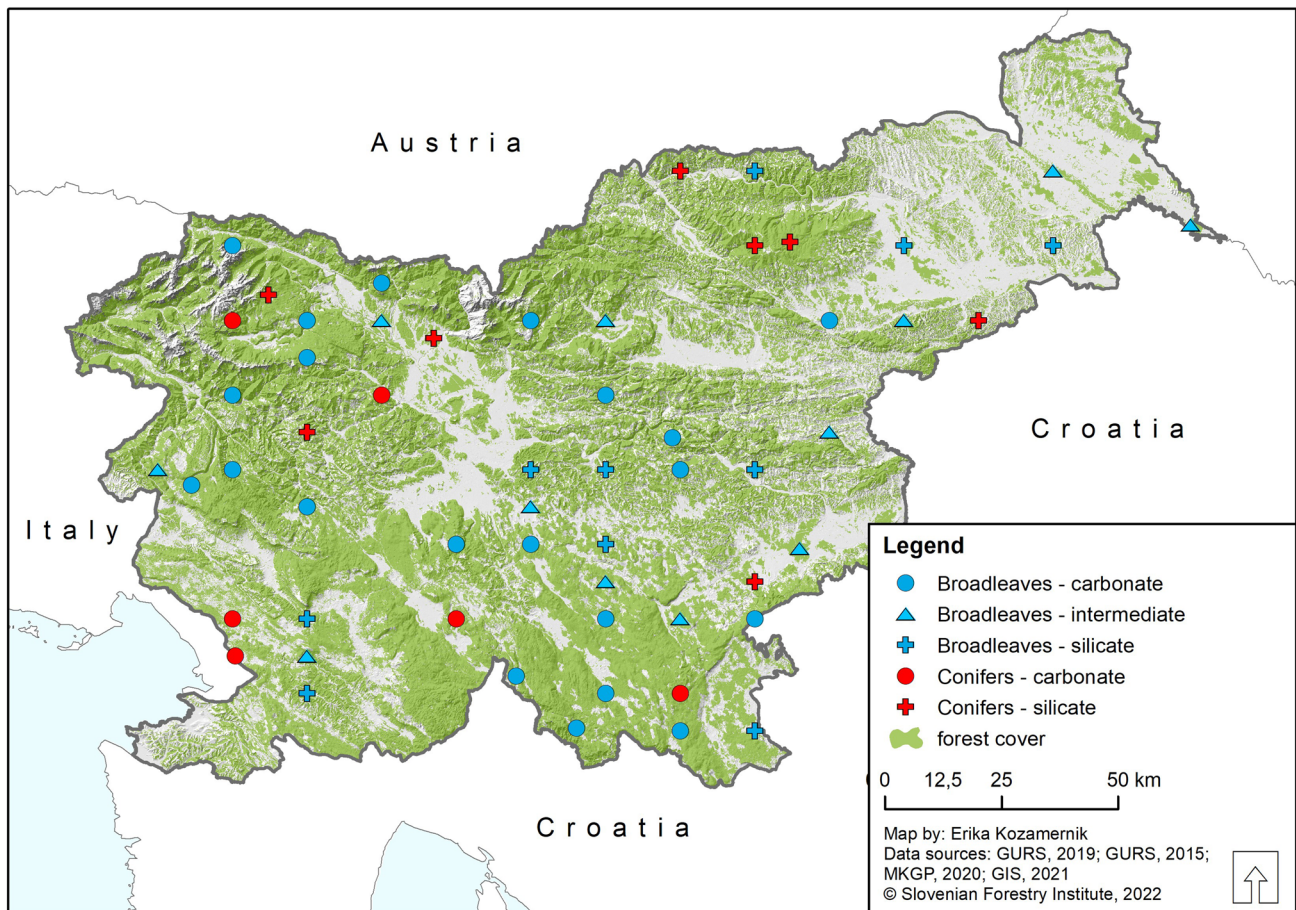 Austria
Croatia
Italy
Croatia
Legend
Broadleaves - carbonate
Broadleaves - intermediate
Broadleaves - silicate
Conifers - carbonate
Conifers - silicate
forest cover
0 12,5 25 50 km
Map by: Erika Kozamernik
Data sources: GURS, 2019; GURS, 2015;
MKGP, 2020; GIS, 2021
© Slovenian Forestry Institute, 2022